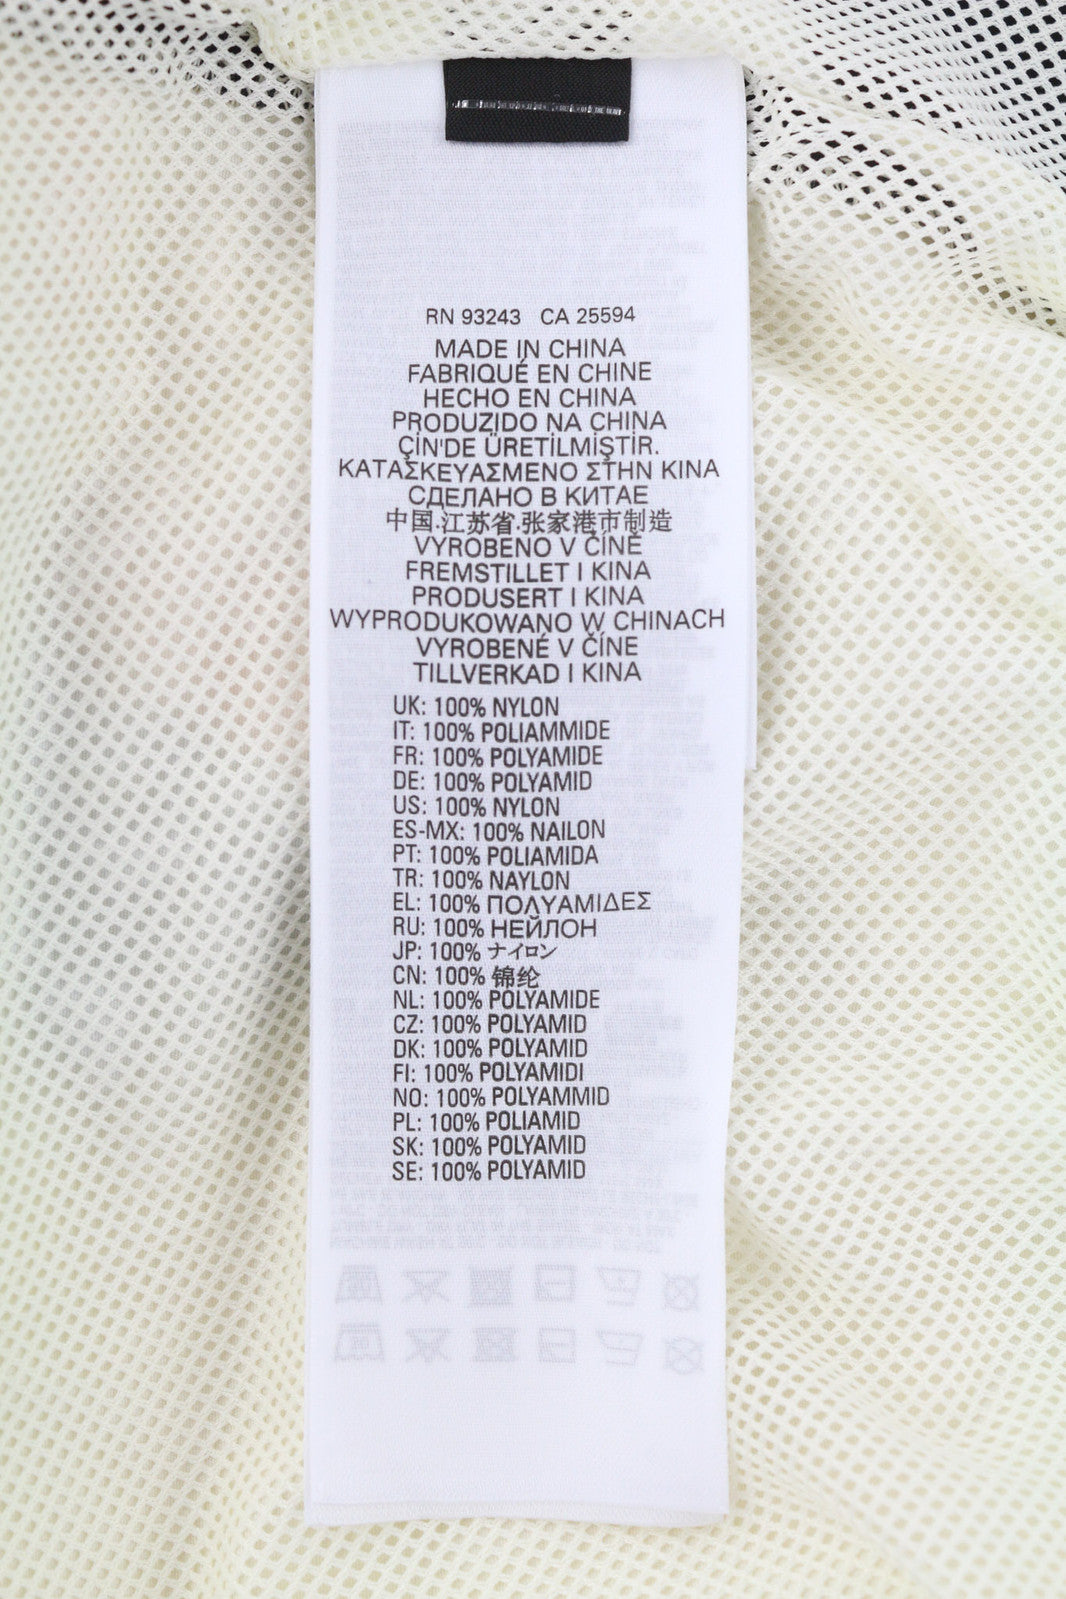 RN 93243 CA 25594
MADE IN CHINA
FABRIQUÉ EN CHINE
HECHO EN CHINA
PRODUZIDO NA CHINA
ÇİN'DE ÜRETİLMİŞTİR.
ΚΑΤΑΣΚΕΥΑΣΜΕΝΟ ΣΤΗΝ ΚΙΝΑ
СДЕЛАНО В КИТАЕ
中国.江苏省.张家港市制造
VYROBENO V ČÍNĚ
FREMSTILLET I KINA
PRODUSERT I KINA
WYPRODUKOWANO W CHINACH
VYROBENÉ V ČÍNE
TILLVERKAD I KINA
UK: 100% NYLON
IT: 100% POLIAMMIDE
FR: 100% POLYAMIDE
DE: 100% POLYAMID
US: 100% NYLON
ES-MX: 100% NAILON
PT: 100% POLIAMIDA
TR: 100% NAYLON
EL: 100% ΠΟΛΥΑΜΙΔΕΣ
RU: 100% НЕЙЛОН
JP: 100% ナイロン
CN: 100% 锦纶
NL: 100% POLYAMIDE
CZ: 100% POLYAMID
DK: 100% POLYAMID
FI: 100% POLYAMIDI
NO: 100% POLYAMMID
PL: 100% POLIAMID
SK: 100% POLYAMID
SE: 100% POLYAMID